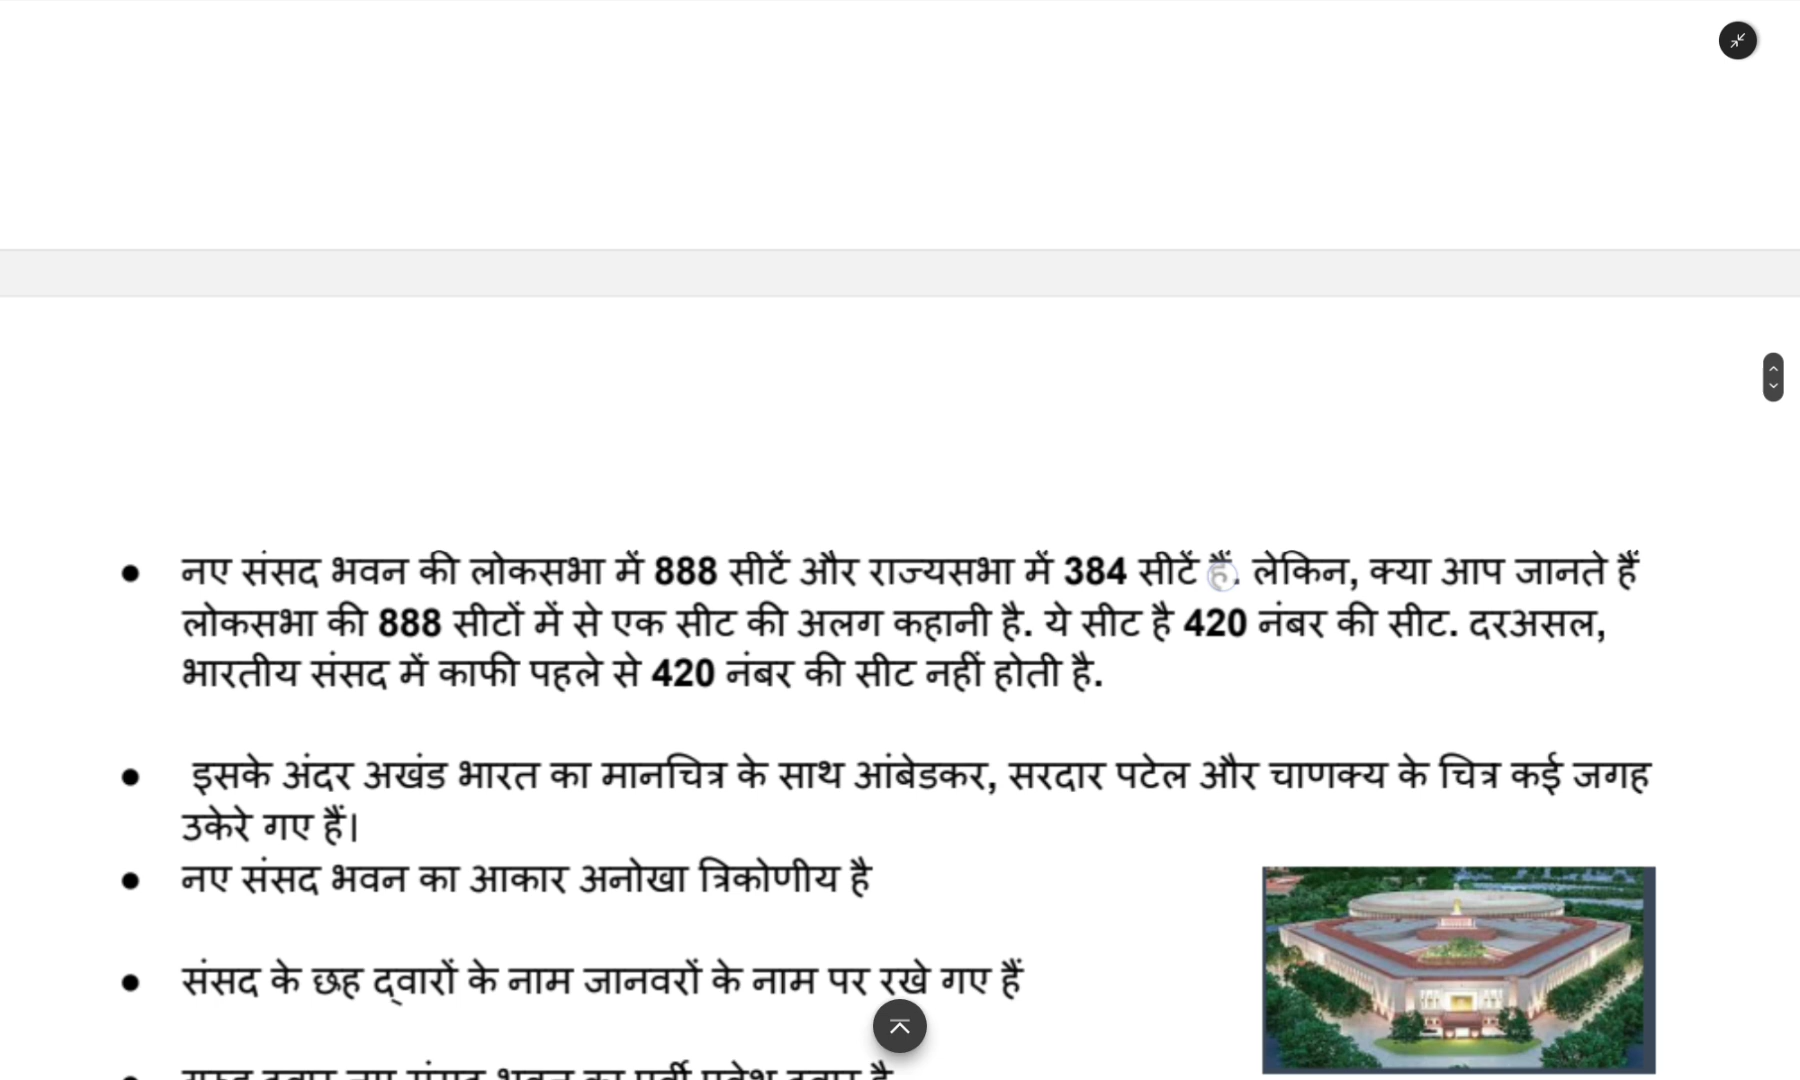 ● नए संसद भवन की लोकसभा में 888 सीटें और राज्यसभा में 384 सीटें हैं. लेकिन, क्या आप जानते हैं
लोकसभा की 888 सीटों में से एक सीट की अलग कहानी है. ये सीट है 420 नंबर की सीट. दरअसल,
भारतीय संसद में काफी पहले से 420 नंबर की सीट नहीं होती है.
● इसके अंदर अखंड भारत का मानचित्र के साथ आंबेडकर, सरदार पटेल और चाणक्य के चित्र कई जगह
उकेरे गए हैं।
● नए संसद भवन का आकार अनोखा त्रिकोणीय है
● संसद के छह द्वारों के नाम जानवरों के नाम पर रखे गए हैं